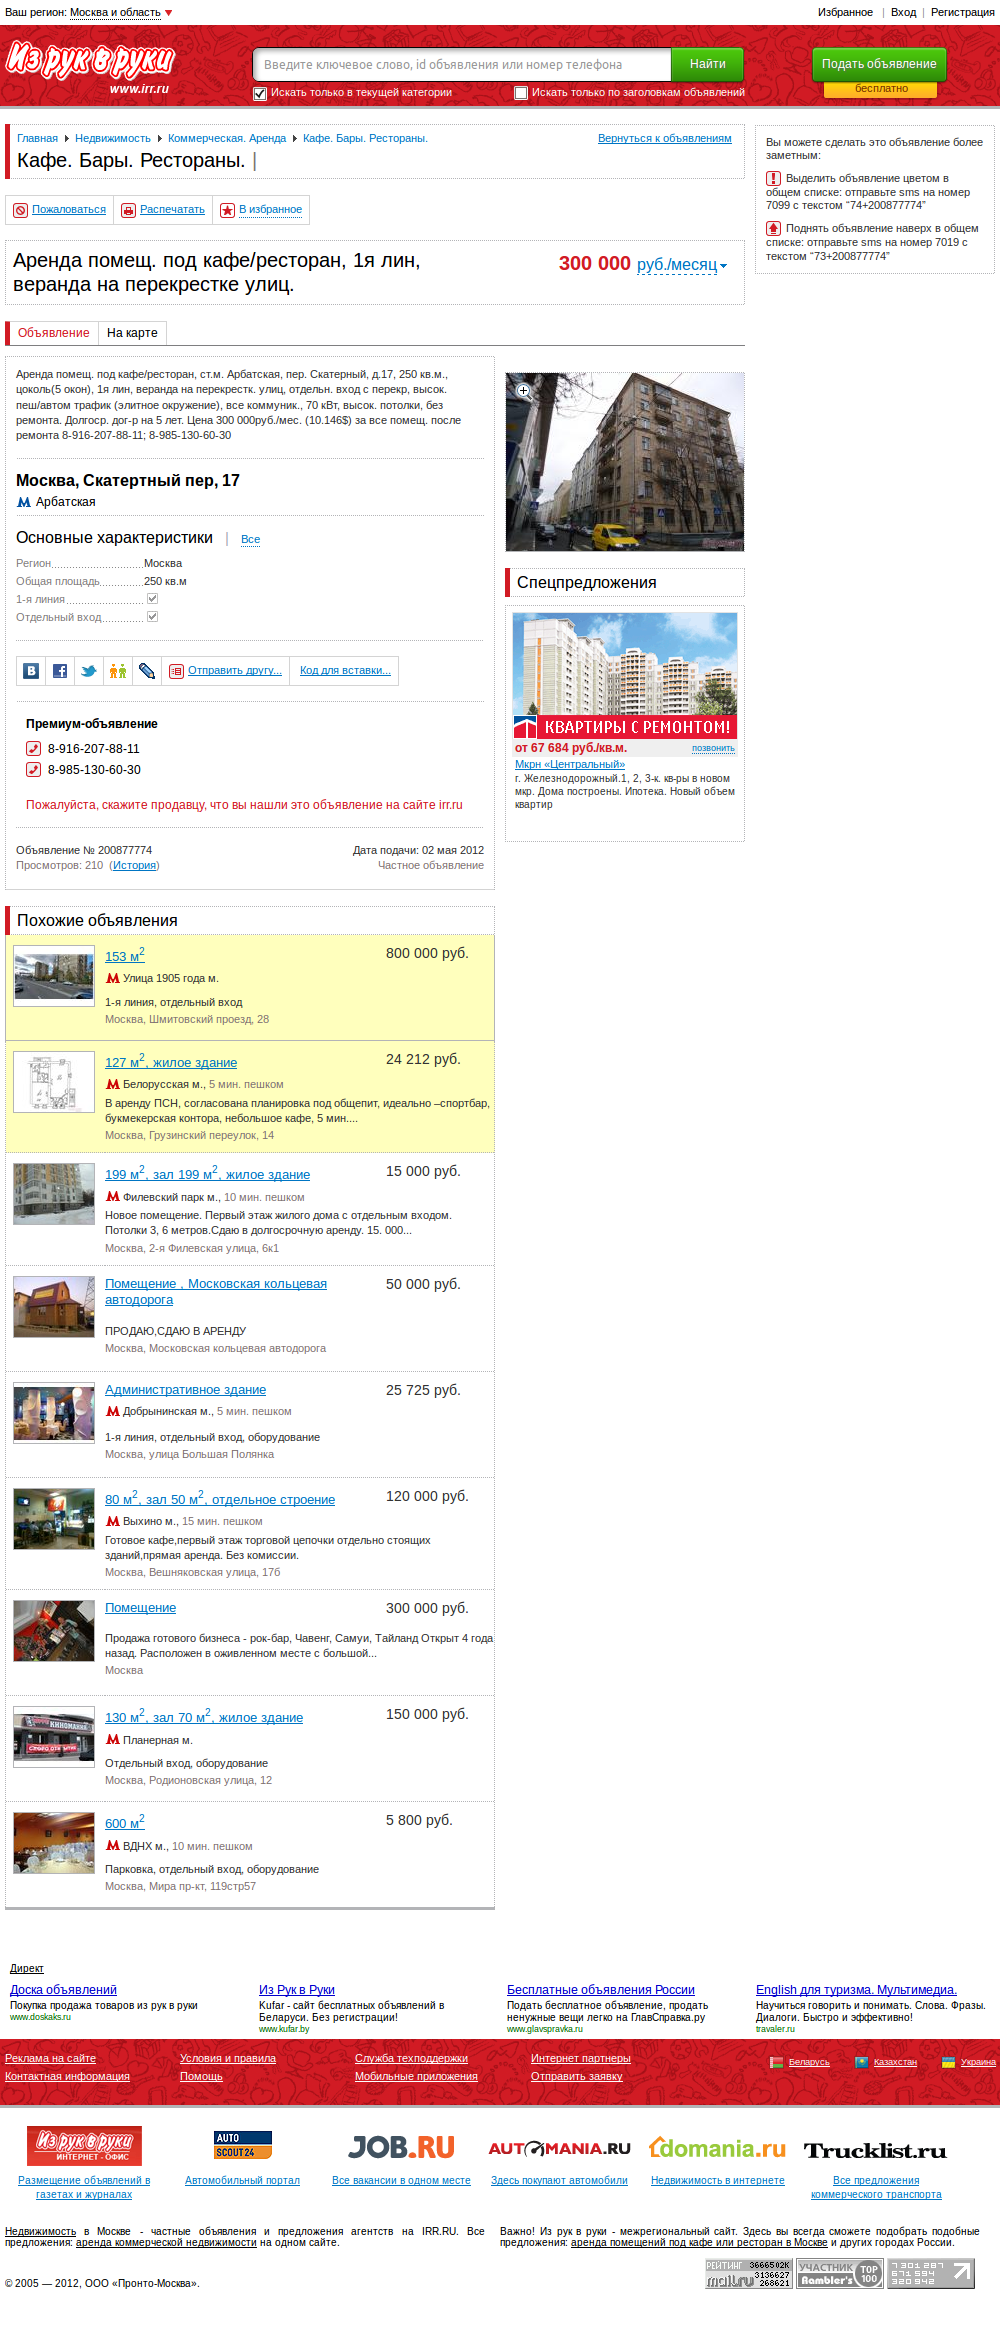 Ваш регион: Москва и область
Избранное | Вход | Регистрация
Из рук в руки
www.irr.ru
Введите ключевое слово, id объявления или номер телефона
Найти
Подать объявление
бесплатно
Искать только в текущей категории
Искать только по заголовкам объявлений
Главная Недвижимость Коммерческая. Аренда Кафе. Бары. Рестораны.
Вернуться к объявлениям
Кафе. Бары. Рестораны. |
Вы можете сделать это объявление более
заметным:
Выделить объявление цветом в
общем списке: отправьте sms на номер
7099 с текстом “74+200877774”
Поднять объявление наверх в общем
списке: отправьте sms на номер 7019 с
текстом “73+200877774”
Пожаловаться
Распечатать
В избранное
Аренда помещ. под кафе/ресторан, 1я лин,
веранда на перекрестке улиц.
300 000 руб./месяц
Объявление
На карте
Аренда помещ. под кафе/ресторан, ст.м. Арбатская, пер. Скатерный, д.17, 250 кв.м.,
цоколь(5 окон), 1я лин, веранда на перекрестк. улиц, отдельн. вход с перекр, высок.
пеш/автом трафик (элитное окружение), все коммуник., 70 кВт, высок. потолки, без
ремонта. Долгоср. дог-р на 5 лет. Цена 300 000руб./мес. (10.146$) за все помещ. после
ремонта 8-916-207-88-11; 8-985-130-60-30
Москва, Скатертный пер, 17
Арбатская
Основные характеристики | Все
Регион Москва
Общая площадь 250 кв.м
1-я линия
Отдельный вход
Отправить другу...
Код для вставки...
Премиум-объявление
8-916-207-88-11
8-985-130-60-30
Пожалуйста, скажите продавцу, что вы нашли это объявление на сайте irr.ru
Объявление № 200877774
Дата подачи: 02 мая 2012
Просмотров: 210 (История)
Частное объявление
Спецпредложения
КВАРТИРЫ С РЕМОНТОМ!
от 67 684 руб./кв.м.
позвонить
Мкрн «Центральный»
г. Железнодорожный.1, 2, 3-к. кв-ры в новом
мкр. Дома построены. Ипотека. Новый объем
квартир
Похожие объявления
153 м2
800 000 руб.
Улица 1905 года м.
1-я линия, отдельный вход
Москва, Шмитовский проезд, 28
127 м2, жилое здание
24 212 руб.
Белорусская м., 5 мин. пешком
В аренду ПСН, согласована планировка под общепит, идеально –спортбар,
букмекерская контора, небольшое кафе, 5 мин....
Москва, Грузинский переулок, 14
199 м2, зал 199 м2, жилое здание
15 000 руб.
Филевский парк м., 10 мин. пешком
Новое помещение. Первый этаж жилого дома с отдельным входом.
Потолки 3, 6 метров.Сдаю в долгосрочную аренду. 15. 000...
Москва, 2-я Филевская улица, 6к1
Помещение , Московская кольцевая
автодорога
50 000 руб.
ПРОДАЮ,СДАЮ В АРЕНДУ
Москва, Московская кольцевая автодорога
Административное здание
25 725 руб.
Добрынинская м., 5 мин. пешком
1-я линия, отдельный вход, оборудование
Москва, улица Большая Полянка
80 м2, зал 50 м2, отдельное строение
120 000 руб.
Выхино м., 15 мин. пешком
Готовое кафе,первый этаж торговой цепочки отдельно стоящих
зданий,прямая аренда. Без комиссии.
Москва, Вешняковская улица, 17б
Помещение
300 000 руб.
Продажа готового бизнеса - рок-бар, Чавенг, Самуи, Тайланд Открыт 4 года
назад. Расположен в оживленном месте с большой...
Москва
130 м2, зал 70 м2, жилое здание
150 000 руб.
Планерная м.
Отдельный вход, оборудование
Москва, Родионовская улица, 12
600 м2
5 800 руб.
ВДНХ м., 10 мин. пешком
Парковка, отдельный вход, оборудование
Москва, Мира пр-кт, 119стр57
Директ
Доска объявлений
Покупка продажа товаров из рук в руки
www.doskaks.ru
Из Рук в Руки
Kufar - сайт бесплатных объявлений в
Беларуси. Без регистрации!
www.kufar.by
Бесплатные объявления России
Подать бесплатное объявление, продать
ненужные вещи легко на ГлавСправка.ру
www.glavspravka.ru
English для туризма. Мультимедиа.
Научиться говорить и понимать. Слова. Фразы.
Диалоги. Быстро и эффективно!
travaler.ru
Реклама на сайте
Условия и правила
Служба техподдержки
Интернет партнеры
Беларусь
Казахстан
Украина
Контактная информация
Помощь
Мобильные приложения
Отправить заявку
Из рук в руки
ИНТЕРНЕТ - ОФИС
AUTO
SCOUT24
JOB.RU
AUTOMANIA.RU
domania.ru
Trucklist.ru
Размещение объявлений в
газетах и журналах
Автомобильный портал
Все вакансии в одном месте
Здесь покупают автомобили
Недвижимость в интернете
Все предложения
коммерческого транспорта
Недвижимость в Москве - частные объявления и предложения агентств на IRR.RU. Все
предложения: аренда коммерческой недвижимости на одном сайте.
Важно! Из рук в руки - межрегиональный сайт. Здесь вы всегда сможете подобрать подобные
предложения: аренда помещений под кафе или ресторан в Москве и других городах России.
© 2005 — 2012, ООО «Пронто-Москва».
РЕЙТИНГ 3666502K
3136627
mail.ru 268621
УЧАСТНИК
Rambler's
TOP
100
7301287
671594
320942